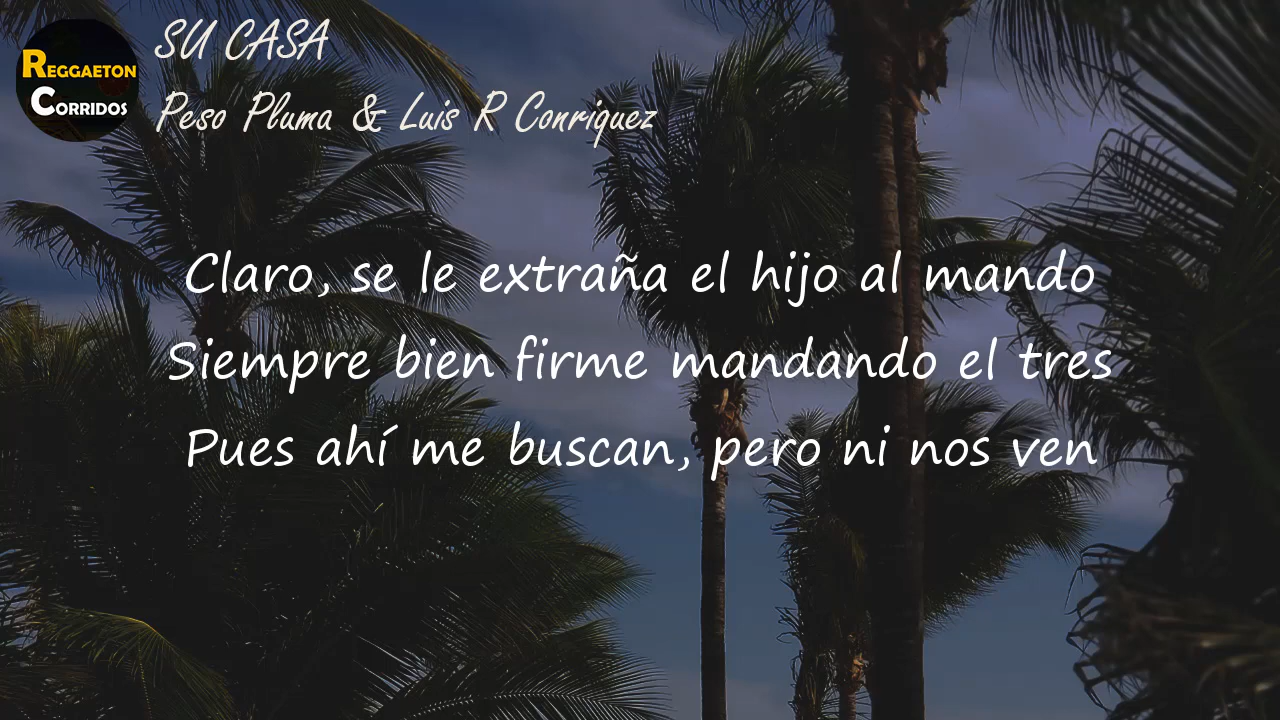 REGGAETON
CORRIDOS
SU CASA
Peso Pluma & Luis R Conriquez
Claro, se le extraña el hijo al mando
Siempre bien firme mandando el tres
Pues ahí me buscan, pero ni nos ven